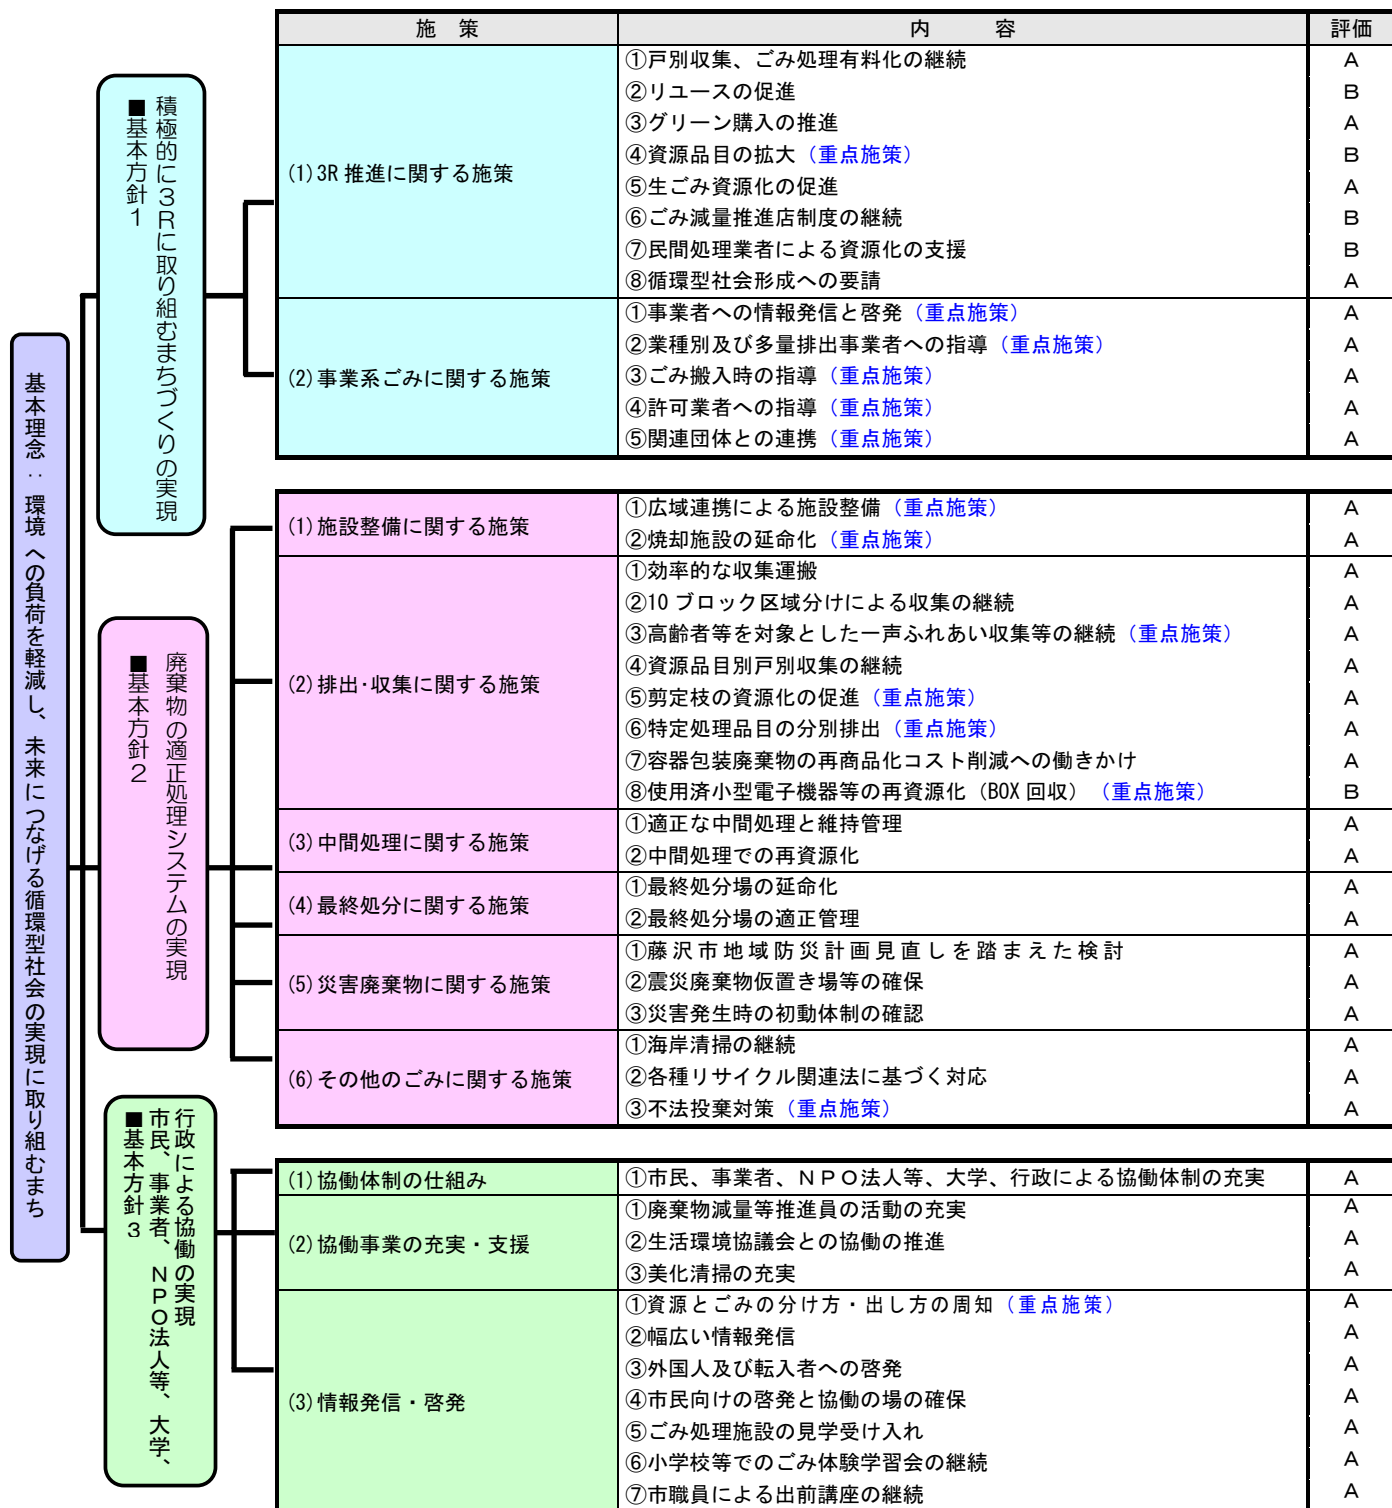 基本理念：環境への負荷を軽減し、未来につなげる循環型社会の実現に取り組むまち
■基本方針１
積極的に３Ｒに取り組むまちづくりの実現
施　策　内　容　評価
(1)3R 推進に関する施策
①戸別収集、ごみ処理有料化の継続　Ａ
②リユースの促進　Ｂ
③グリーン購入の推進　Ａ
④資源品目の拡大（重点施策）　Ｂ
⑤生ごみ資源化の促進　Ａ
⑥ごみ減量推進店制度の継続　Ｂ
⑦民間処理業者による資源化の支援　Ｂ
⑧循環型社会形成への要請　Ａ
(2)事業系ごみに関する施策
①事業者への情報発信と啓発（重点施策）　Ａ
②業種別及び多量排出事業者への指導（重点施策）　Ａ
③ごみ搬入時の指導（重点施策）　Ａ
④許可業者への指導（重点施策）　Ａ
⑤関連団体との連携（重点施策）　Ａ
■基本方針２
廃棄物の適正処理システムの実現
(1)施設整備に関する施策
①広域連携による施設整備（重点施策）　Ａ
②焼却施設の延命化（重点施策）　Ａ
(2)排出･収集に関する施策
①効率的な収集運搬　Ａ
②10 ブロック区域分けによる収集の継続　Ａ
③高齢者等を対象とした一声ふれあい収集等の継続（重点施策）　Ａ
④資源品目別戸別収集の継続　Ａ
⑤剪定枝の資源化の促進（重点施策）　Ａ
⑥特定処理品目の分別排出（重点施策）　Ａ
⑦容器包装廃棄物の再商品化コスト削減への働きかけ　Ａ
⑧使用済小型電子機器等の再資源化（BOX 回収）（重点施策）　Ｂ
(3)中間処理に関する施策
①適正な中間処理と維持管理　Ａ
②中間処理での再資源化　Ａ
(4)最終処分に関する施策
①最終処分場の延命化　Ａ
②最終処分場の適正管理　Ａ
(5)災害廃棄物に関する施策
①藤沢市地域防災計画見直しを踏まえた検討　Ａ
②震災廃棄物仮置き場等の確保　Ａ
③災害発生時の初動体制の確認　Ａ
(6)その他のごみに関する施策
①海岸清掃の継続　Ａ
②各種リサイクル関連法に基づく対応　Ａ
③不法投棄対策（重点施策）　Ａ
■基本方針３
市民、事業者、ＮＰＯ法人等、大学、
行政による協働の実現
(1)協働体制の仕組み
①市民、事業者、ＮＰＯ法人等、大学、行政による協働体制の充実　Ａ
(2)協働事業の充実・支援
①廃棄物減量等推進員の活動の充実　Ａ
②生活環境協議会との協働の推進　Ａ
③美化清掃の充実　Ａ
(3)情報発信・啓発
①資源とごみの分け方・出し方の周知（重点施策）　Ａ
②幅広い情報発信　Ａ
③外国人及び転入者への啓発　Ａ
④市民向けの啓発と協働の場の確保　Ａ
⑤ごみ処理施設の見学受け入れ　Ａ
⑥小学校等でのごみ体験学習会の継続　Ａ
⑦市職員による出前講座の継続　Ａ